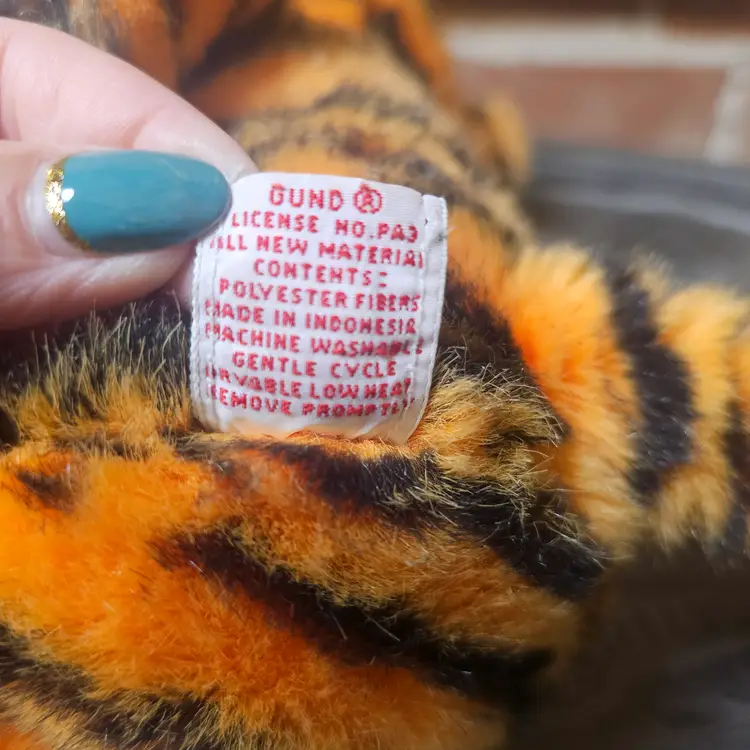 GUND ®
LICENSE NO.PA3
ALL NEW MATERIAL
CONTENTS:
POLYESTER FIBERS
MADE IN INDONESIA
MACHINE WASHABLE
GENTLE CYCLE
DRYABLE LOW HEAT
REMOVE PROMPTLY